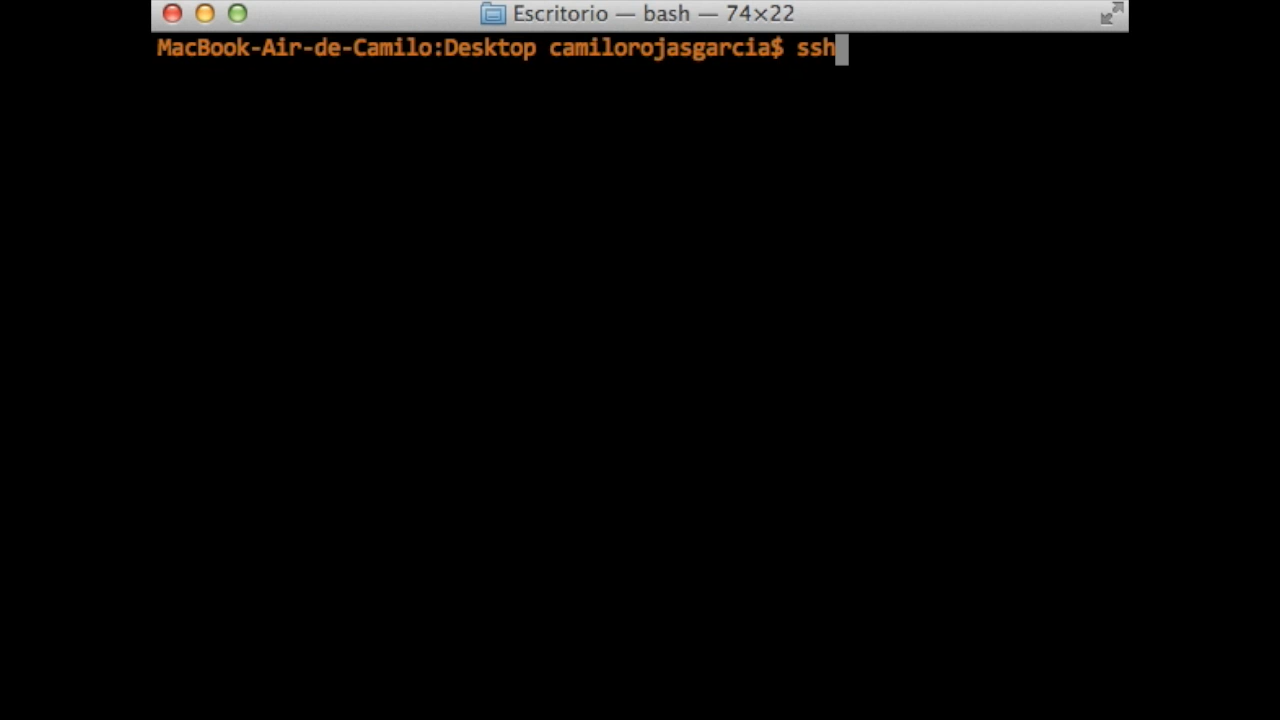 Escritorio — bash — 74×22
MacBook-Air-de-Camilo:Desktop camilorojasgarcia$ ssh